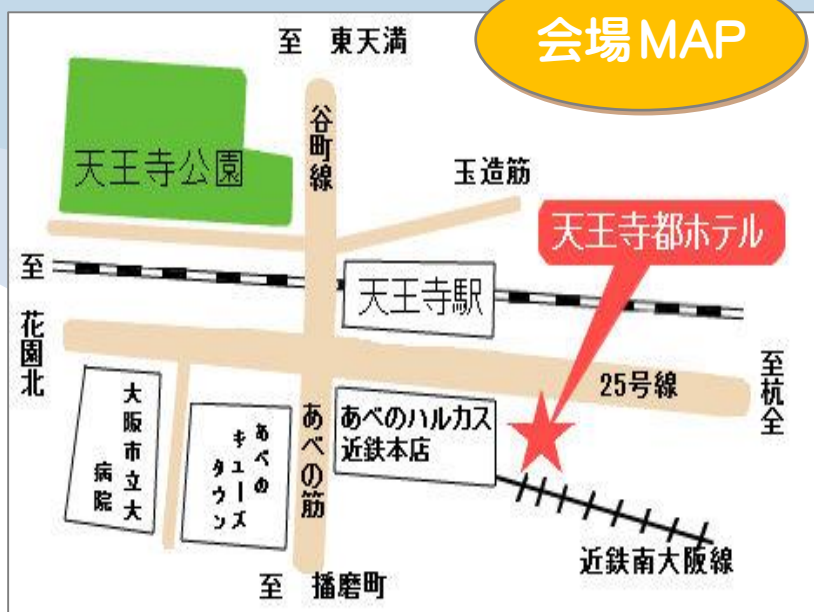 会場MAP
至 東天満
谷町線
天王寺公園
玉造筋
天王寺都ホテル
至 花園北
天王寺駅
25号線
至杭全
大阪市立大
病院
あべの
キューズ
タウン
あべの筋
あべのハルカス
近鉄本店
近鉄南大阪線
至 播磨町